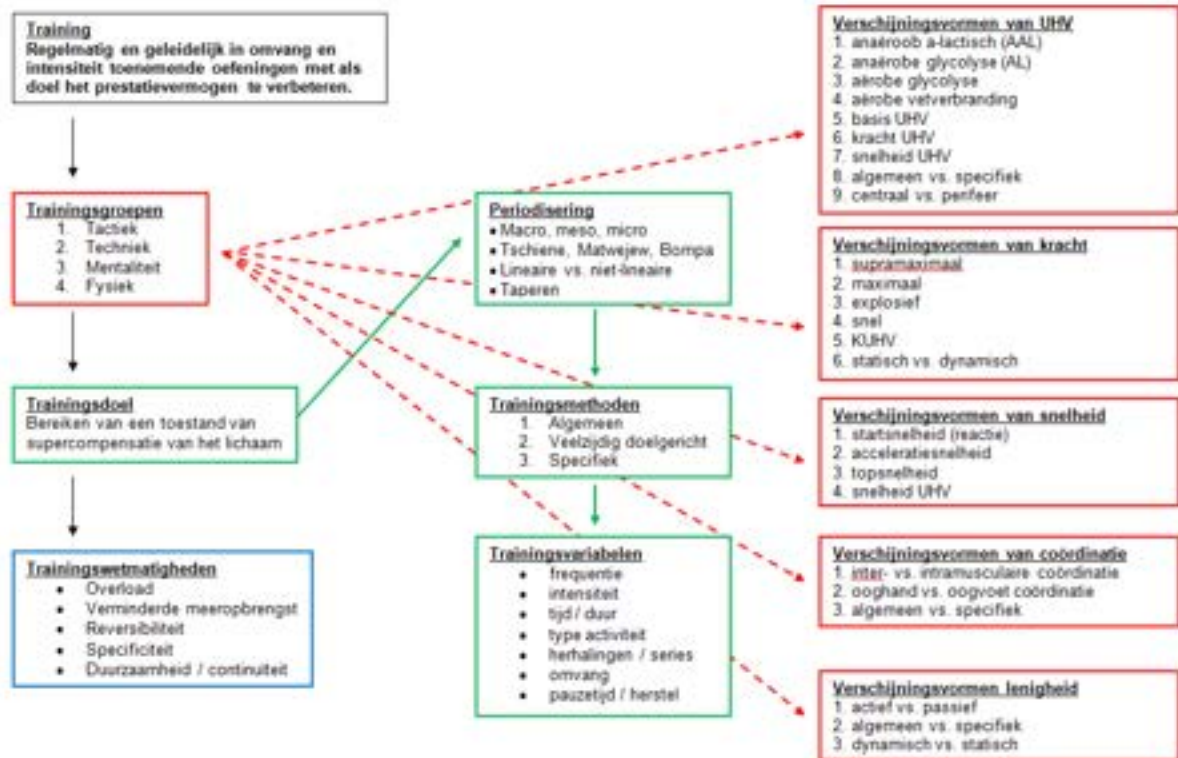 Training
Regelmatig en geleidelijk in omvang en
intensiteit toenemende oefeningen met als
doel het prestatievermogen te verbeteren.
Trainingsgroepen
1. Tactiek
2. Techniek
3. Mentaliteit
4. Fysiek
Trainingsdoel
Bereiken van een toestand van
supercompensatie van het lichaam
Trainingswetmatigheden
• Overload
• Verminderde meeropbrengst
• Reversibiliteit
• Specificiteit
• Duurzaamheid / continuïteit
Periodisering
• Macro, meso, micro
• Tschiene, Matwejew, Bompa
• Lineaire vs. niet-lineaire
• Taperen
Trainingsmethoden
1. Algemeen
2. Veelzijdig doelgericht
3. Specifiek
Trainingsvariabelen
• frequentie
• intensiteit
• tijd / duur
• type activiteit
• herhalingen / series
• omvang
• pauzetijd / herstel
Verschijningsvormen van UHV
1. anaëroob a-lactisch (AAL)
2. anaërobe glycolyse (AL)
3. aërobe glycolyse
4. aërobe vetverbranding
5. basis UHV
6. kracht UHV
7. snelheid UHV
8. algemeen vs. specifiek
9. centraal vs. perifeer
Verschijningsvormen van kracht
1. supramaximaal
2. maximaal
3. explosief
4. snel
5. KUHV
6. statisch vs. dynamisch
Verschijningsvormen van snelheid
1. startsnelheid (reactie)
2. acceleratiesnelheid
3. topsnelheid
4. snelheid UHV
Verschijningsvormen van coördinatie
1. inter- vs. intramusculaire coördinatie
2. ooghand vs. oogvoet coördinatie
3. algemeen vs. specifiek
Verschijningsvormen lenigheid
1. actief vs. passief
2. algemeen vs. specifiek
3. dynamisch vs. statisch